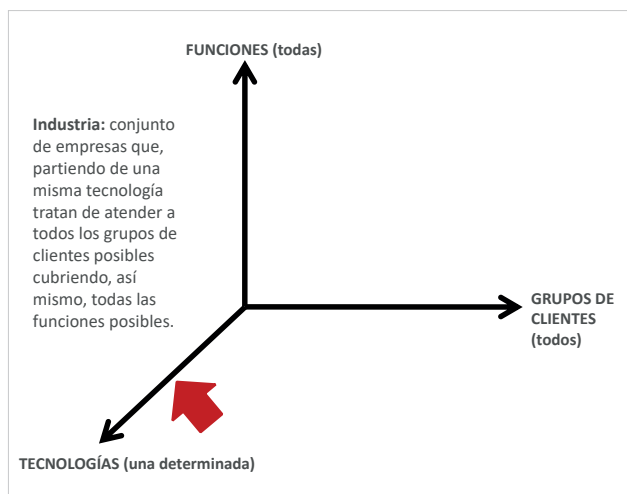 FUNCIONES (todas)
Industria: conjunto
de empresas que,
partiendo de una
misma tecnología
tratan de atender a
todos los grupos de
clientes posibles
cubriendo, así
mismo, todas las
funciones posibles.
GRUPOS DE
CLIENTES
(todos)
TECNOLOGÍAS (una determinada)